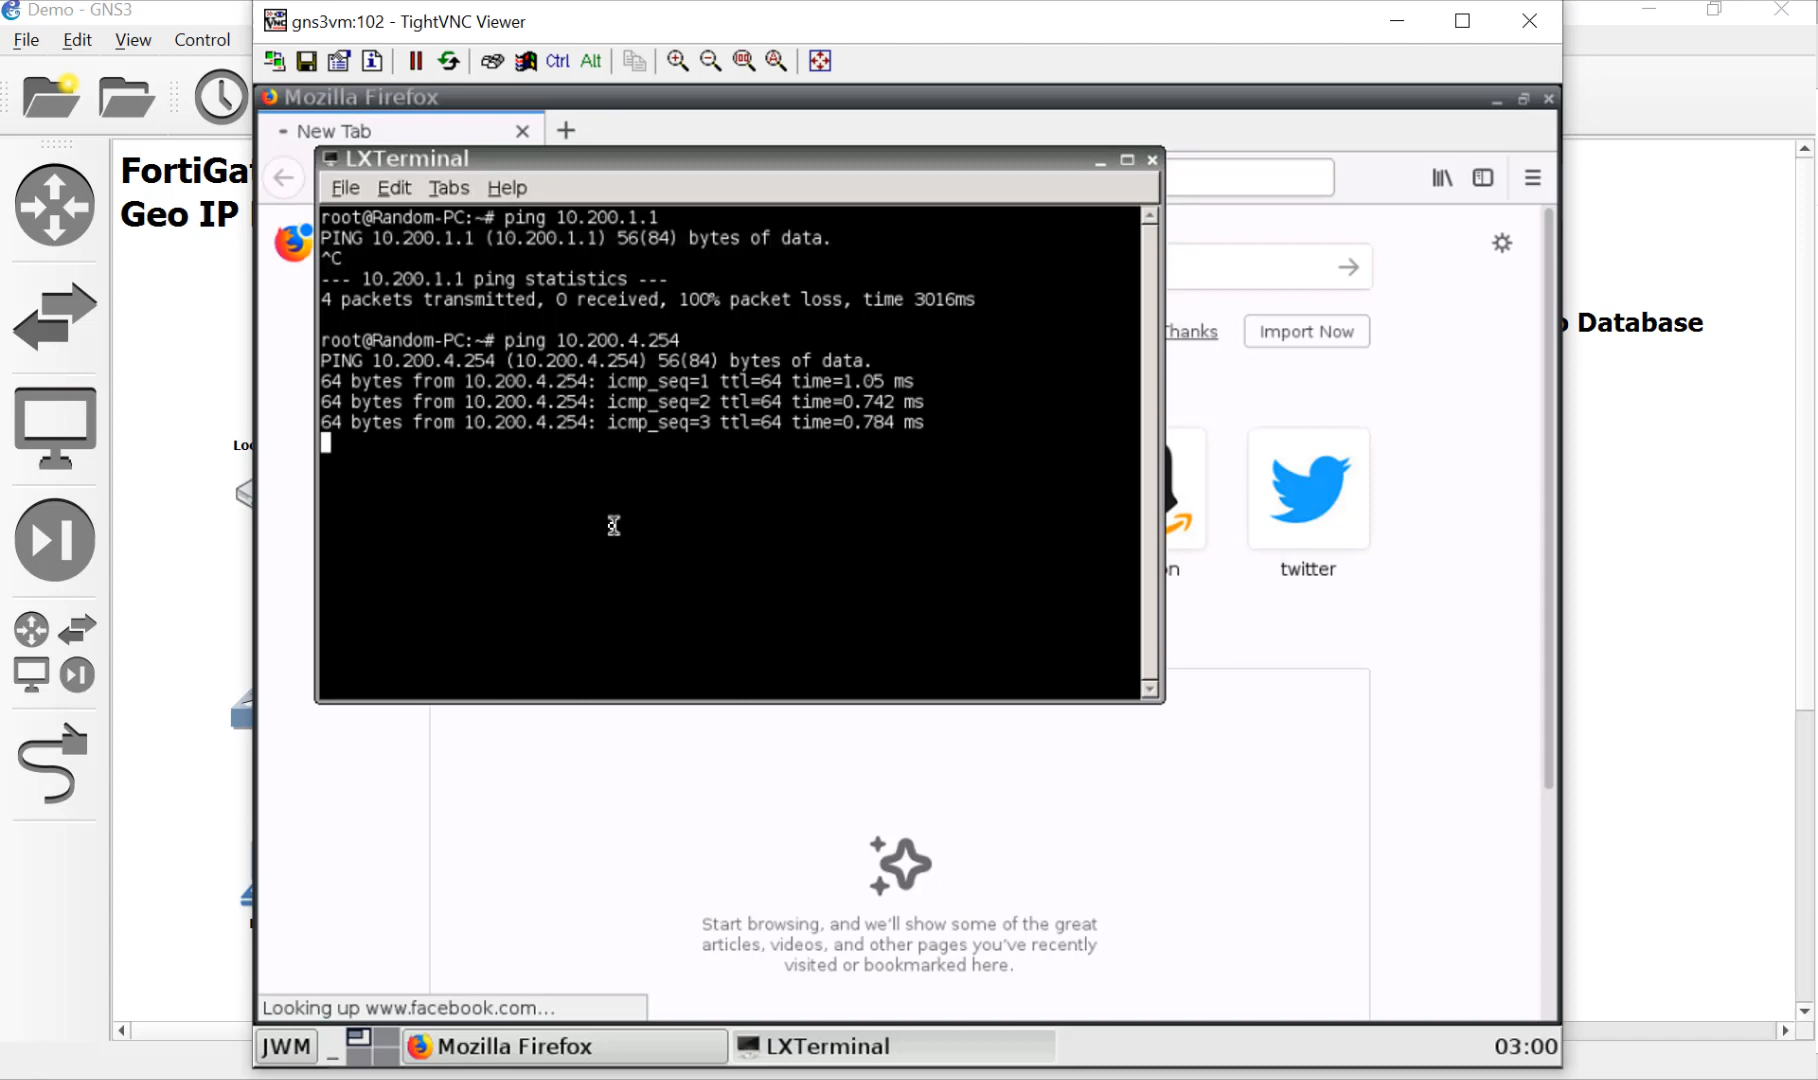 Demo - GNS3
File Edit View Control
FortiGat
Geo IP
Loc
Database
gns3vm:102 - TightVNC Viewer
Ctrl Alt
Mozilla Firefox
New Tab
LXTerminal
File Edit Tabs Help
root@Random-PC:~# ping 10.200.1.1
PING 10.200.1.1 (10.200.1.1) 56(84) bytes of data.
^C
--- 10.200.1.1 ping statistics ---
4 packets transmitted, 0 received, 100% packet loss, time 3016ms
root@Random-PC:~# ping 10.200.4.254
PING 10.200.4.254 (10.200.4.254) 56(84) bytes of data.
64 bytes from 10.200.4.254: icmp_seq=1 ttl=64 time=1.05 ms
64 bytes from 10.200.4.254: icmp_seq=2 ttl=64 time=0.742 ms
64 bytes from 10.200.4.254: icmp_seq=3 ttl=64 time=0.784 ms
Thanks
Import Now
on
twitter
Start browsing, and we'll show some of the great
articles, videos, and other pages you've recently
visited or bookmarked here.
Looking up www.facebook.com...
JWM
Mozilla Firefox
LXTerminal
03:00